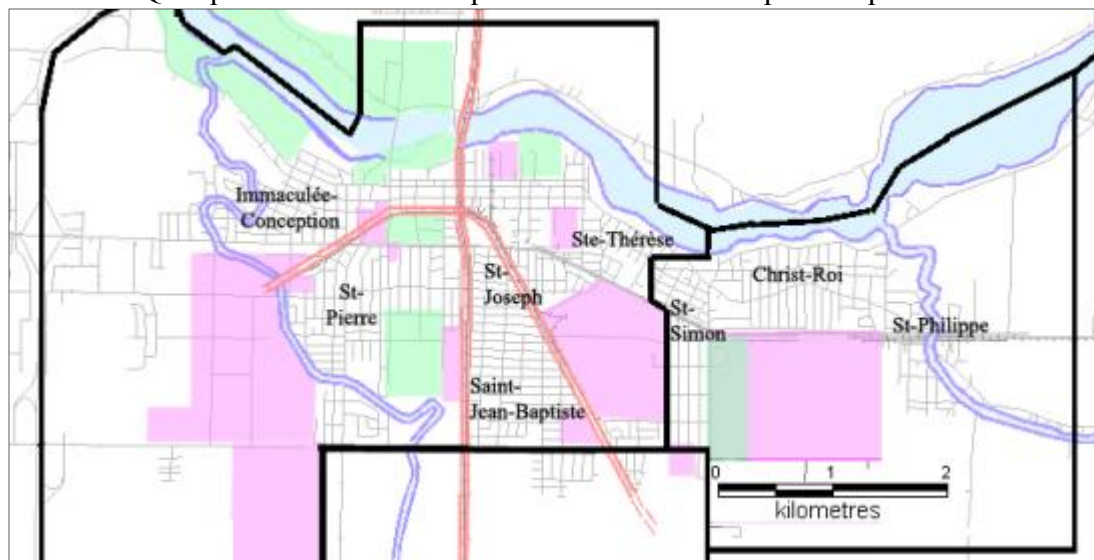 Immaculée-
Conception
Ste-Thérèse
St-
Joseph
Christ-Roi
St-
Pierre
St-
Simon
St-Philippe
Saint-
Jean-Baptiste
0 1 2
kilometres